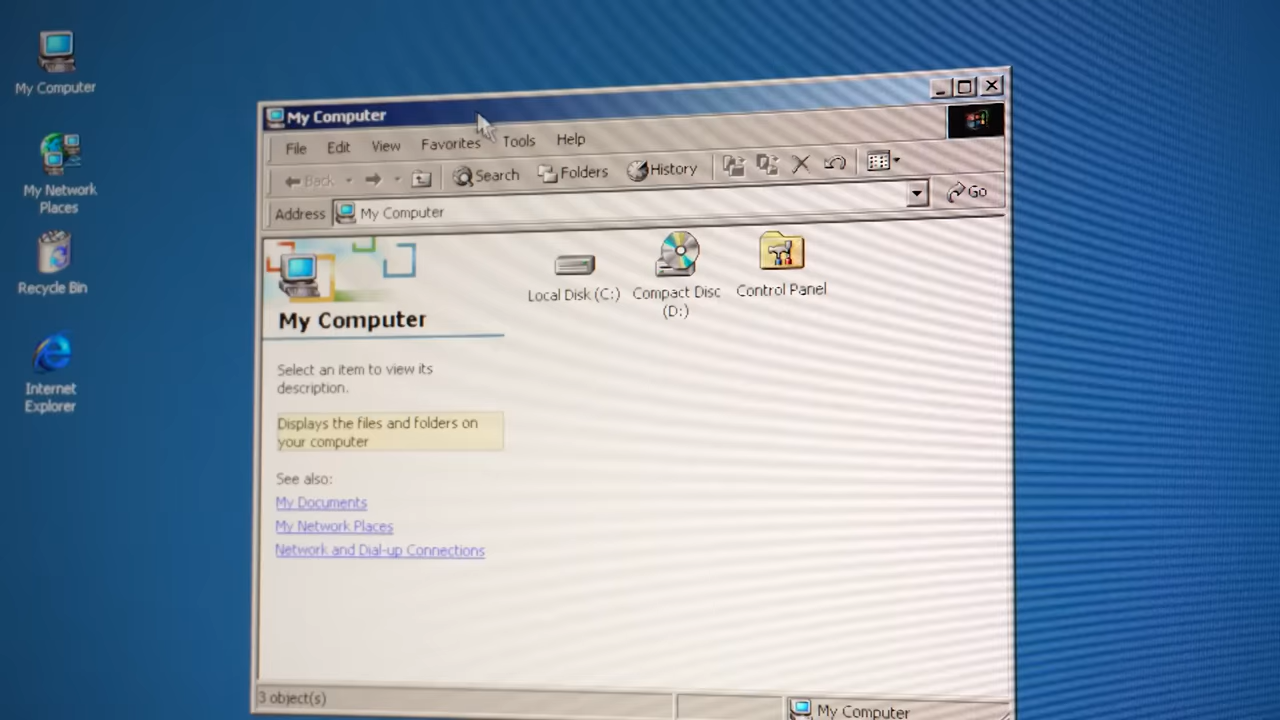 My Computer
My Network
Places
Recycle Bin
Internet
Explorer
My Computer
File Edit View Favorites Tools Help
Back Search Folders History
Address My Computer Go
Local Disk (C:) Compact Disc
(D:) Control Panel
My Computer
Select an item to view its
description.
Displays the files and folders on
your computer
See also:
My Documents
My Network Places
Network and Dial-up Connections
3 object(s) My Computer